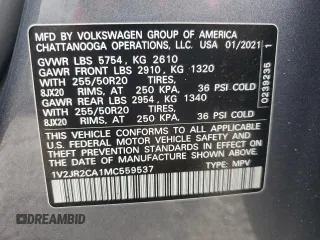 MFD BY VOLKSWAGEN GROUP OF AMERICA
CHATTANOOGA OPERATIONS, LLC. USA 01/2021
GVWR LBS 5754 , KG 2610
GAWR FRONT LBS 2910 , KG 1320
WITH 255/50R20 TIRES,
8JX20 RIMS, AT 250 KPA, 36 PSI COLD
GAWR REAR LBS 2954 , KG 1340
WITH 255/50R20 TIRES,
8JX20 RIMS, AT 250 KPA, 36 PSI COLD
THIS VEHICLE CONFORMS TO ALL APPLICABLE
U.S. FEDERAL MOTOR VEHICLE SAFETY
STANDARDS IN EFFECT ON THE DATE OF
MANUFACTURE SHOWN ABOVE.
1V2JR2CA1MC559537 TYPE: MPV
0239235 1
DREAMBID